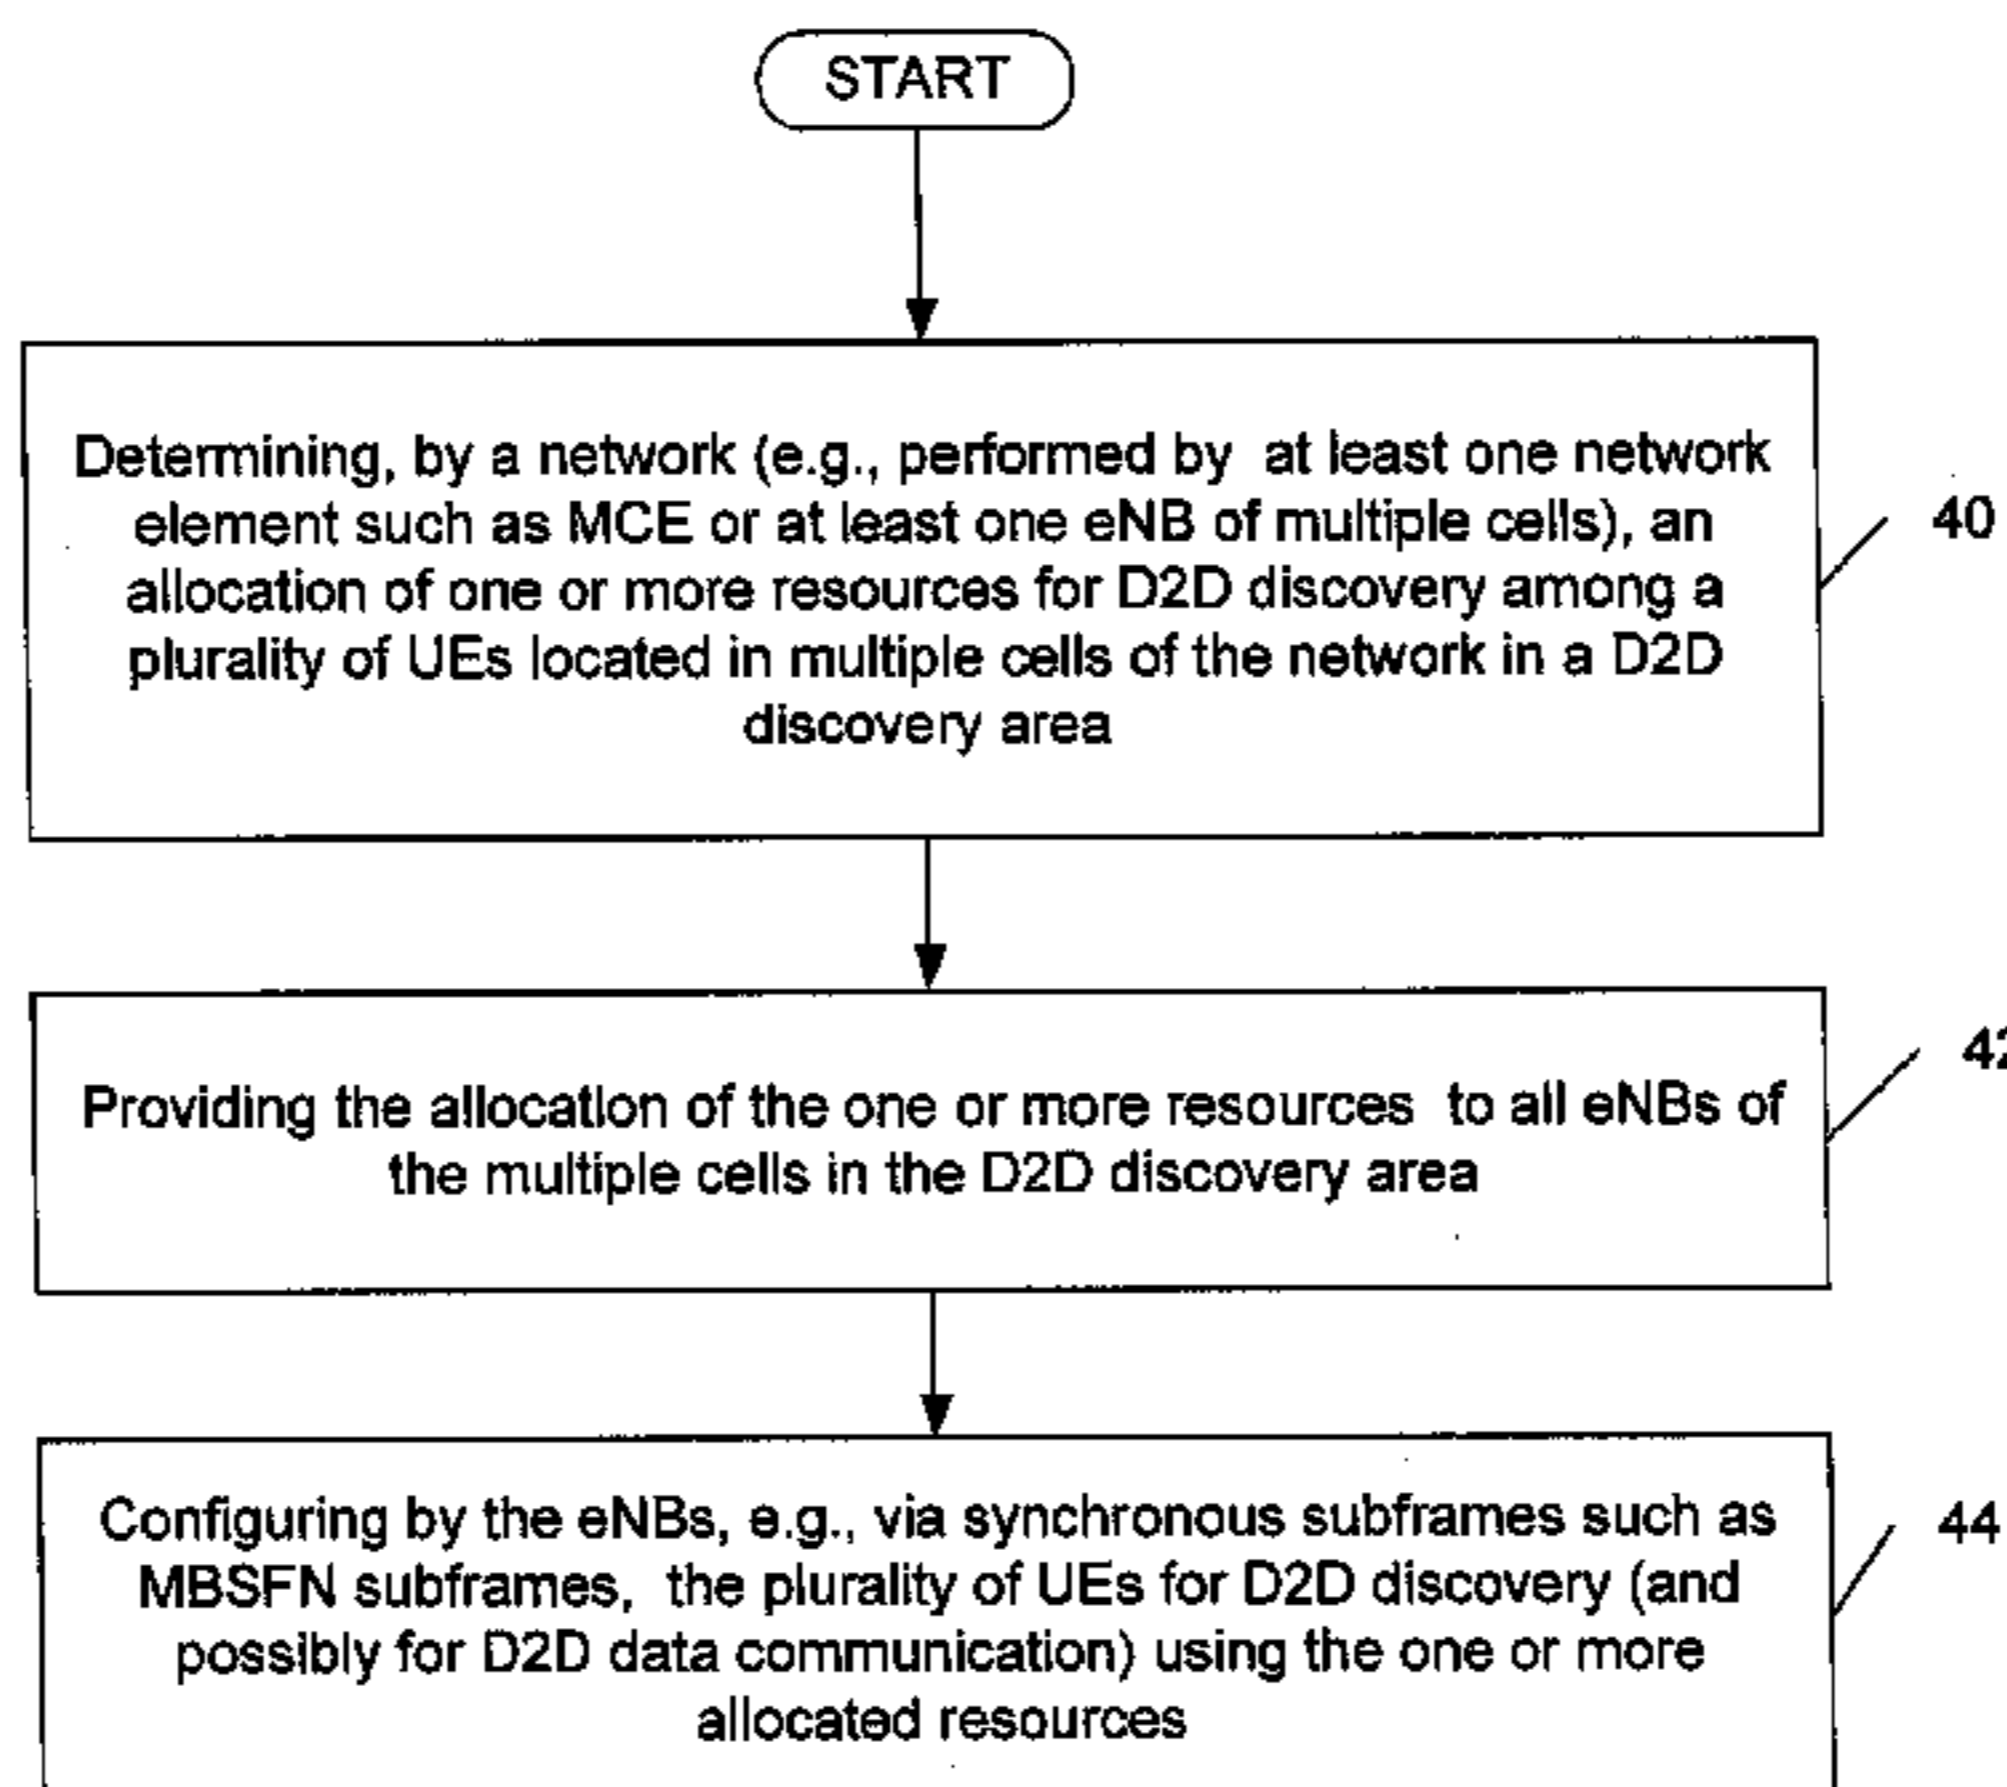 START
Determining, by a network (e.g., performed by at least one network
element such as MCE or at least one eNB of multiple cells), an
allocation of one or more resources for D2D discovery among a
plurality of UEs located in multiple cells of the network in a D2D
discovery area
40
Providing the allocation of the one or more resources to all eNBs of
the multiple cells in the D2D discovery area
42
Configuring by the eNBs, e.g., via synchronous subframes such as
MBSFN subframes, the plurality of UEs for D2D discovery (and
possibly for D2D data communication) using the one or more
allocated resources
44